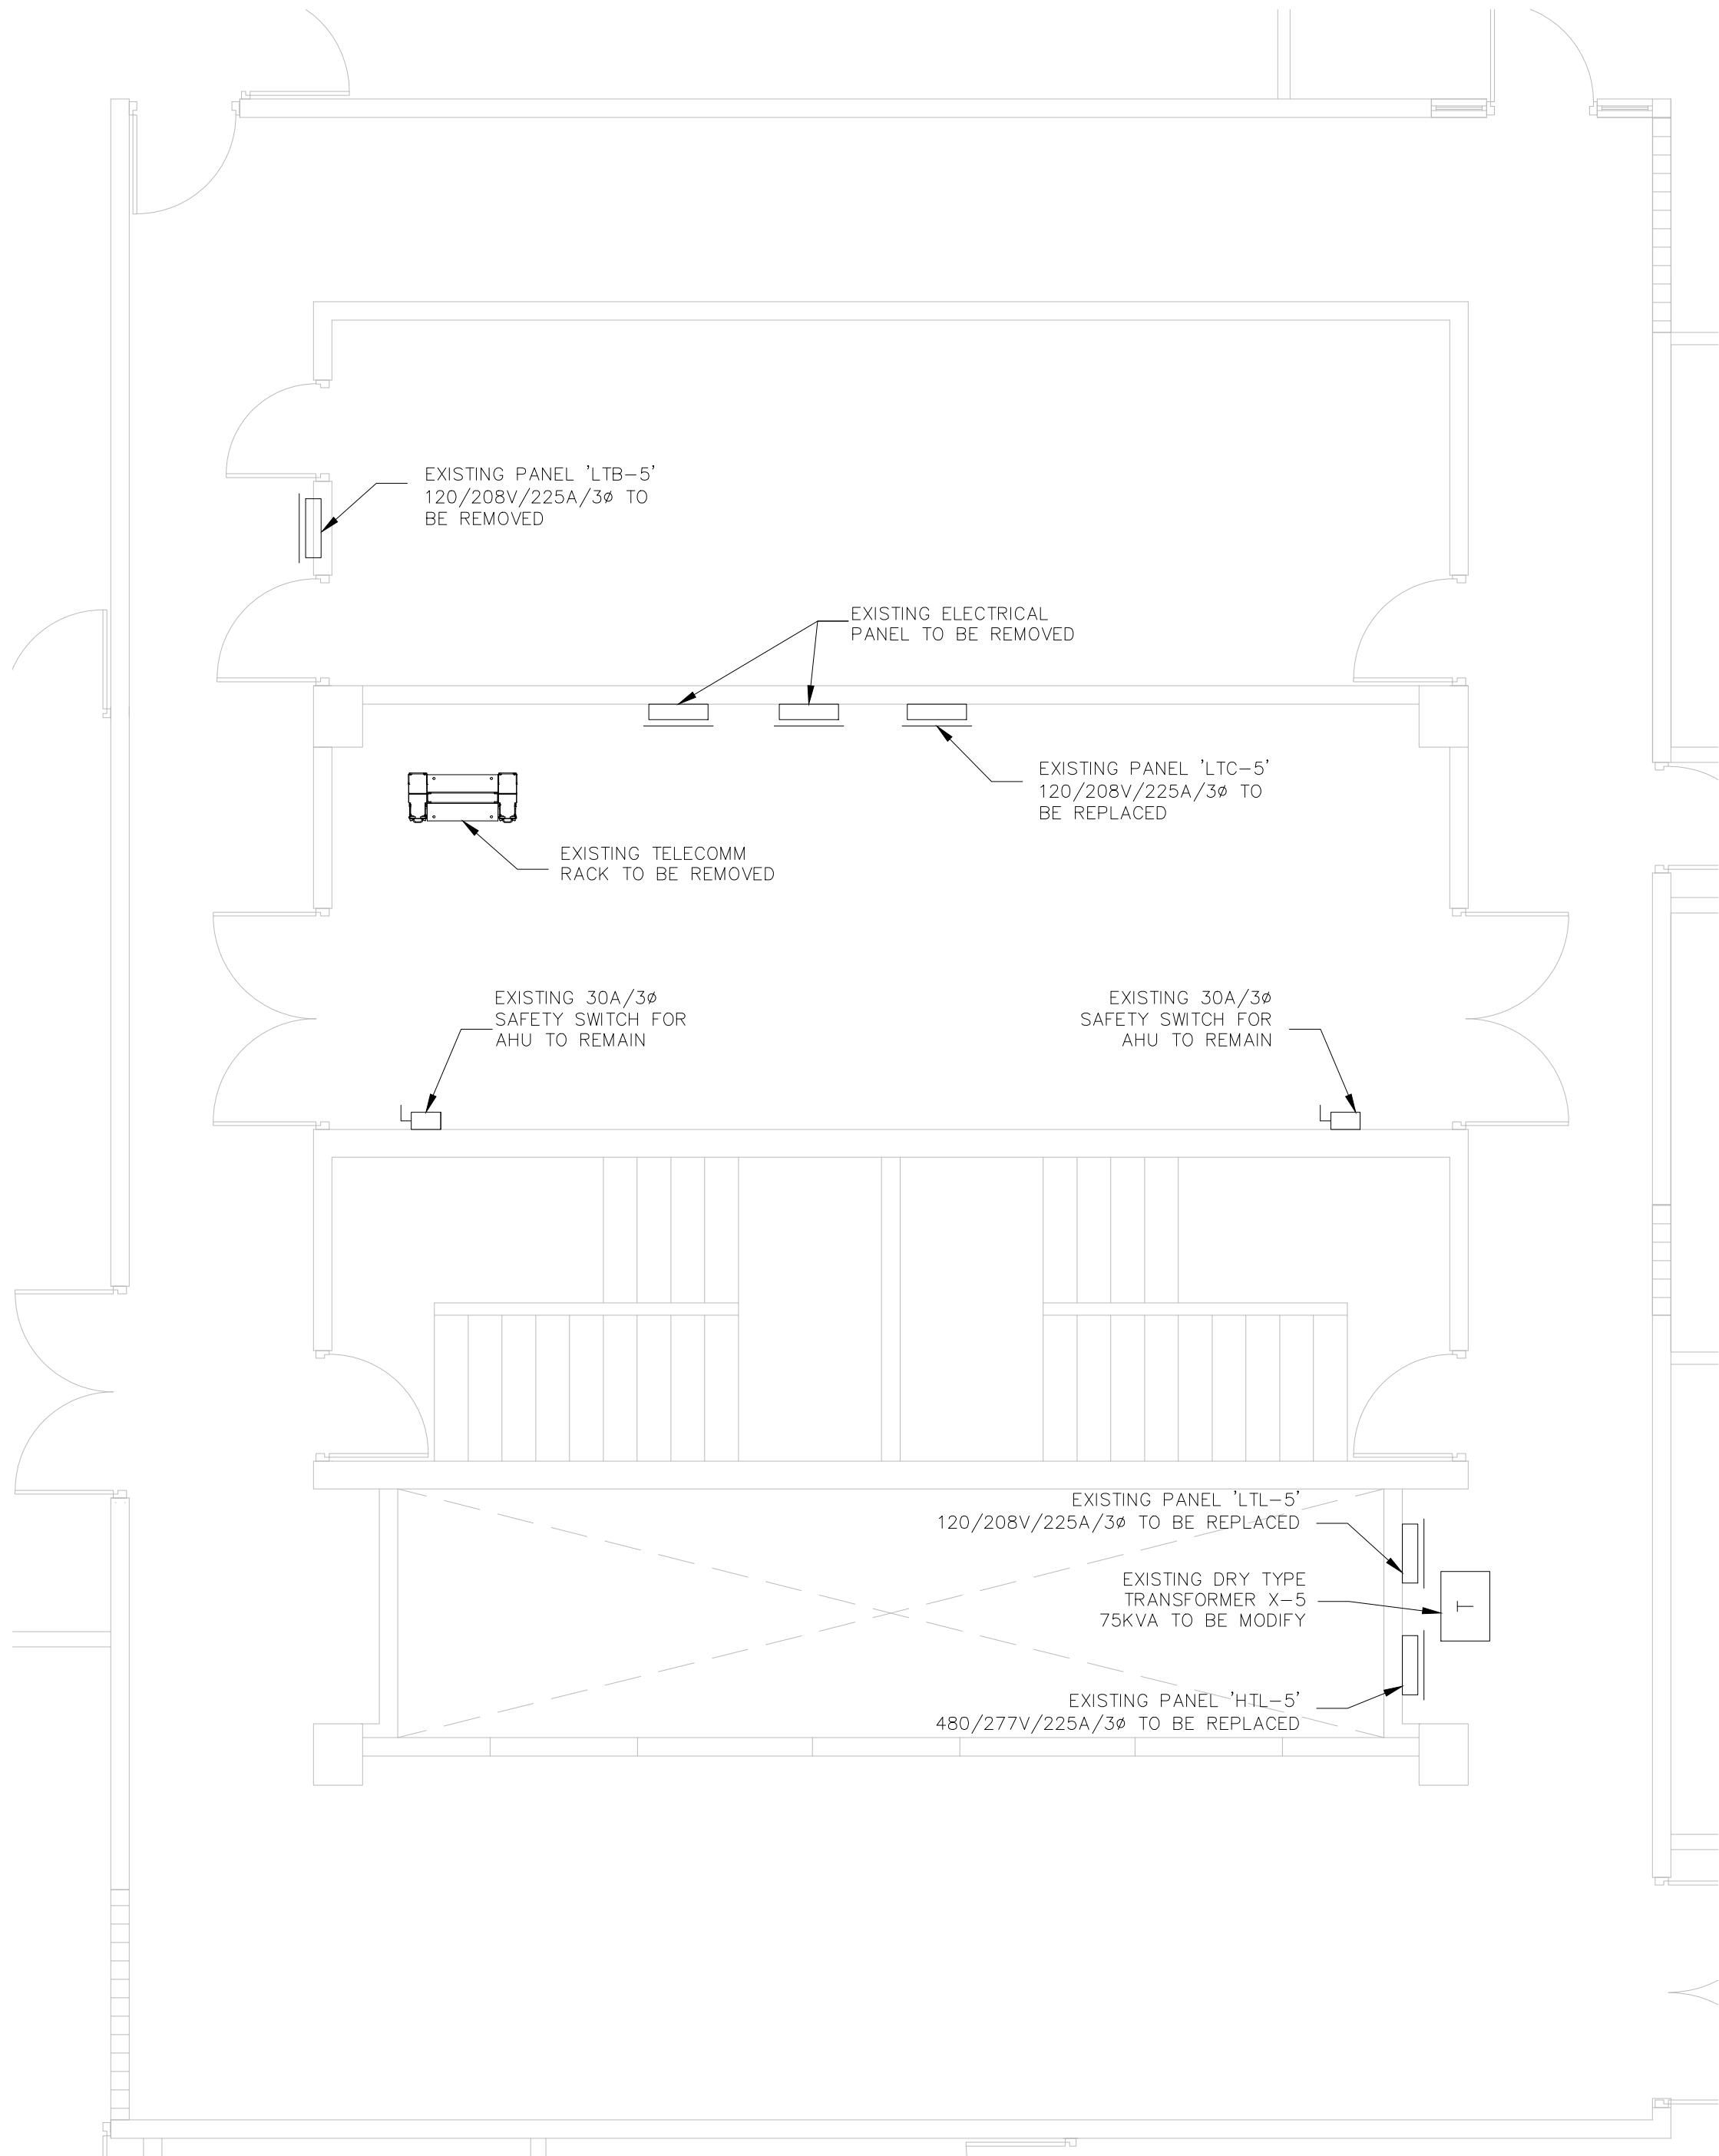 EXISTING PANEL 'LTB-5'
120/208V/225A/3ø TO
BE REMOVED
EXISTING ELECTRICAL
PANEL TO BE REMOVED
EXISTING PANEL 'LTC-5'
120/208V/225A/3ø TO
BE REPLACED
EXISTING TELECOMM
RACK TO BE REMOVED
EXISTING 30A/3ø
SAFETY SWITCH FOR
AHU TO REMAIN
EXISTING 30A/3ø
SAFETY SWITCH FOR
AHU TO REMAIN
EXISTING PANEL 'LTL-5'
120/208V/225A/3ø TO BE REPLACED
EXISTING DRY TYPE
TRANSFORMER X-5
75KVA TO BE MODIFY
T
EXISTING PANEL 'HTL-5'
480/277V/225A/3ø TO BE REPLACED